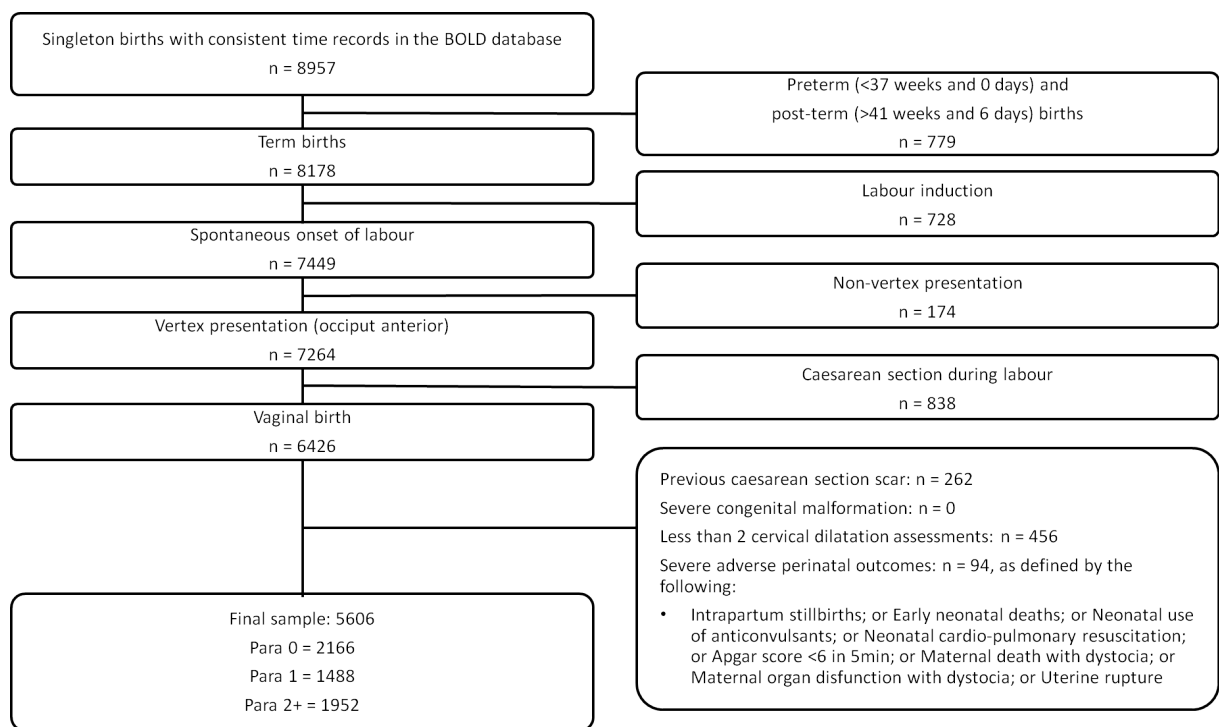 Singleton births with consistent time records in the BOLD database
n = 8957
Preterm (<37 weeks and 0 days) and
post-term (>41 weeks and 6 days) births
n = 779
Term births
n = 8178
Labour induction
n = 728
Spontaneous onset of labour
n = 7449
Non-vertex presentation
n = 174
Vertex presentation (occiput anterior)
n = 7264
Caesarean section during labour
n = 838
Vaginal birth
n = 6426
Previous caesarean section scar: n = 262
Severe congenital malformation: n = 0
Less than 2 cervical dilatation assessments: n = 456
Severe adverse perinatal outcomes: n = 94, as defined by the
following:
• Intrapartum stillbirths; or Early neonatal deaths; or Neonatal use
of anticonvulsants; or Neonatal cardio-pulmonary resuscitation;
or Apgar score <6 in 5min; or Maternal death with dystocia; or
Maternal organ disfunction with dystocia; or Uterine rupture
Final sample: 5606
Para 0 = 2166
Para 1 = 1488
Para 2+ = 1952